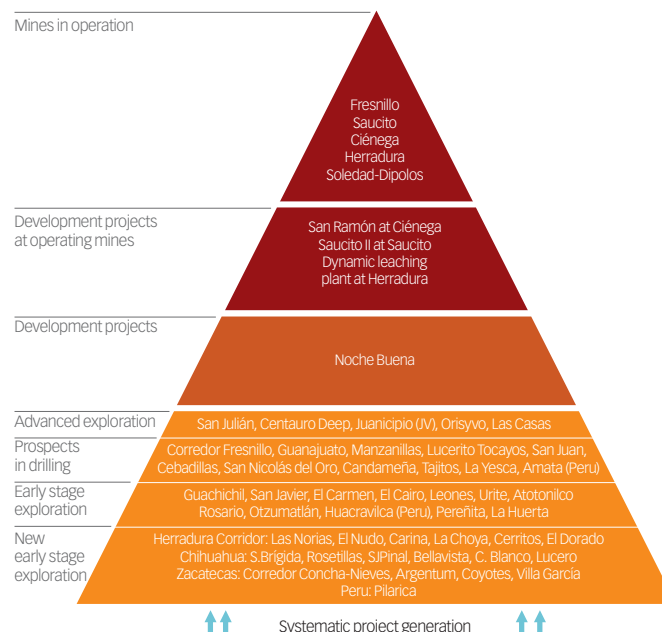 Mines in operation
Fresnillo
Saucito
Ciénega
Herradura
Soledad-Dipolos
Development projects
at operating mines
San Ramón at Ciénega
Saucito II at Saucito
Dynamic leaching
plant at Herradura
Development projects
Noche Buena
Advanced exploration
San Julián, Centauro Deep, Juanicipio (JV), Orisyvo, Las Casas
Prospects
in drilling
Corredor Fresnillo, Guanajuato, Manzanillas, Lucerito Tocayos, San Juan,
Cebadillas, San Nicolás del Oro, Candameña, Tajitos, La Yesca, Amata (Peru)
Early stage
exploration
Guachichil, San Javier, El Carmen, El Cairo, Leones, Urite, Atotonilco
Rosario, Otzumatlán, Huacravilca (Peru), Pereñita, La Huerta
New
early stage
exploration
Herradura Corridor: Las Norias, El Nudo, Carina, La Choya, Cerritos, El Dorado
Chihuahua: S.Brígida, Rosetillas, SJPinal, Bellavista, C. Blanco, Lucero
Zacatecas: Corredor Concha-Nieves, Argentum, Coyotes, Villa García
Peru: Pilarica
Systematic project generation